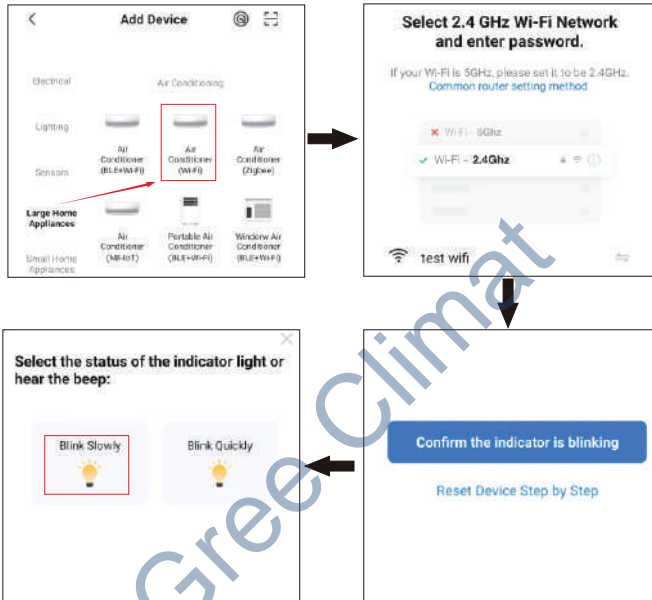 Add Device
Electrical
Air Conditioning
Lighting
Sensors
Air
Conditioner
(BLE+Wi-Fi)
Air
Conditioner
(Wi-Fi)
Air
Conditioner
(Zigbee)
Large Home
Appliances
Air
Conditioner
(NB-IoT)
Portable Air
Conditioner
(BLE+Wi-Fi)
Window Air
Conditioner
(BLE+Wi-Fi)
Small Home
Appliances
Select 2.4 GHz Wi-Fi Network
and enter password.
If your Wi-Fi is 5GHz, please set it to be 2.4GHz.
Common router setting method
Wi-Fi - 5Ghz
Wi-Fi - 2.4Ghz
test wifi
Confirm the indicator is blinking
Reset Device Step by Step
Select the status of the indicator light or
hear the beep:
Blink Slowly
Blink Quickly
Gree Climat